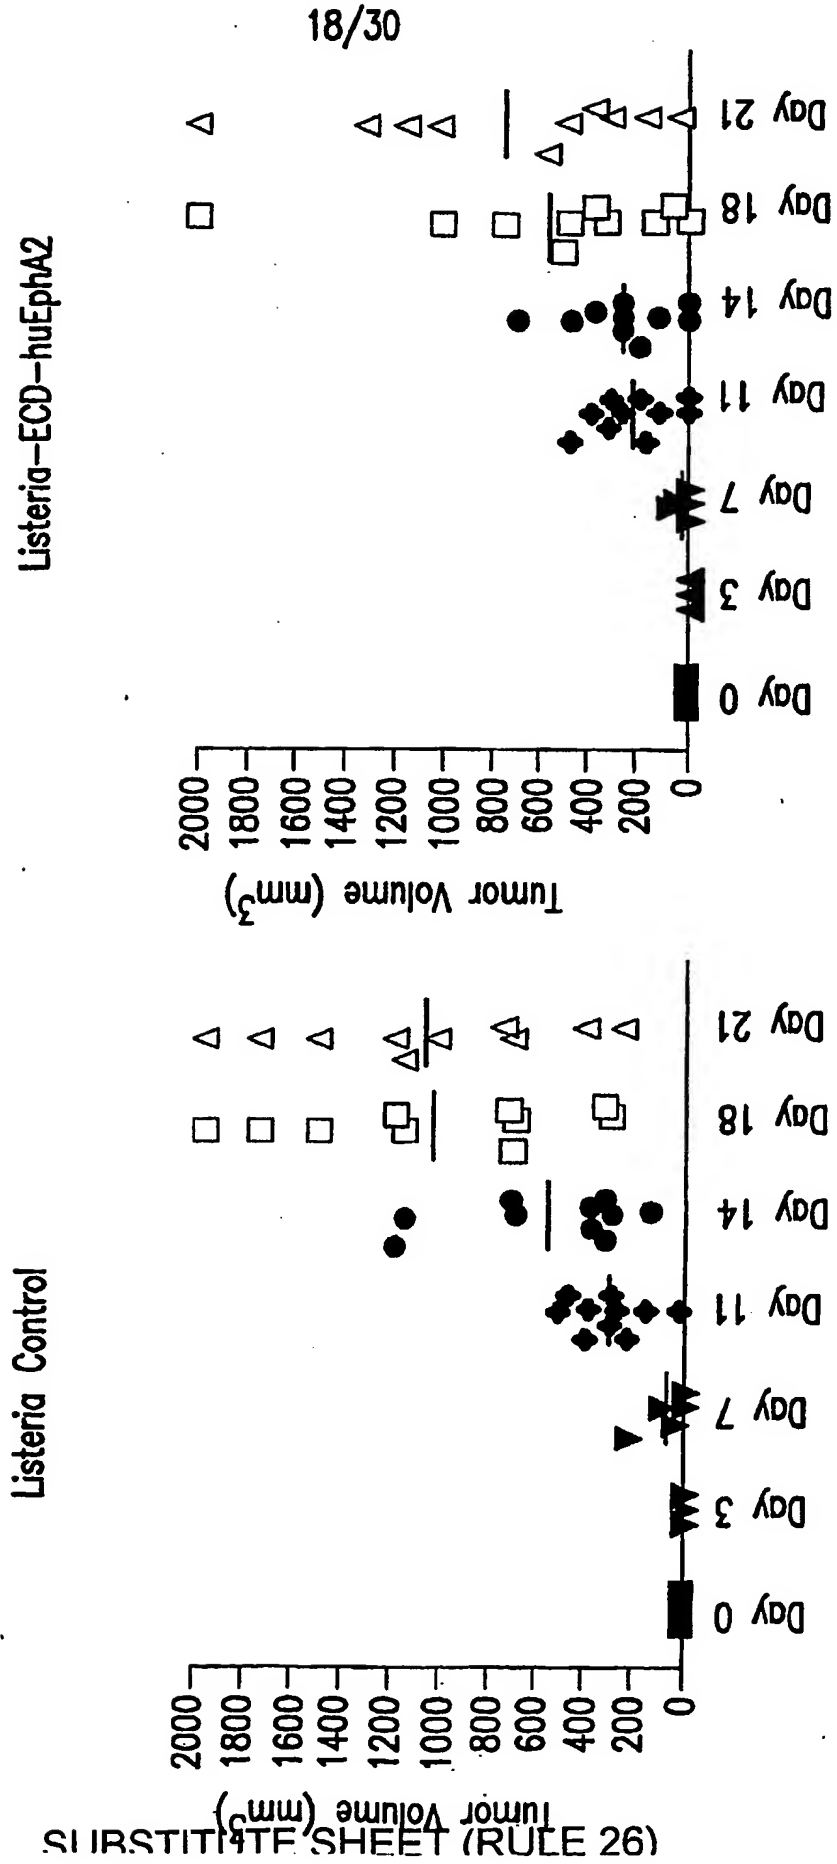 18/30
Listeria-ECD-huEphA2
Tumor Volume (mm3)
2000
1600
1400
1200
1000
800
600
400
200
0
Day 0
Day 3
Day 7
Day 11
Day 14
Day 18
Day 21
Listeria Control
Tumor Volume (mm3)
2000
1800
1600
1400
1200
1000
800
600
400
200
0
Day 0
Day 3
Day 7
Day 11
Day 14
Day 18
Day 21
SUBSTITUTE SHEET (RULE 26)